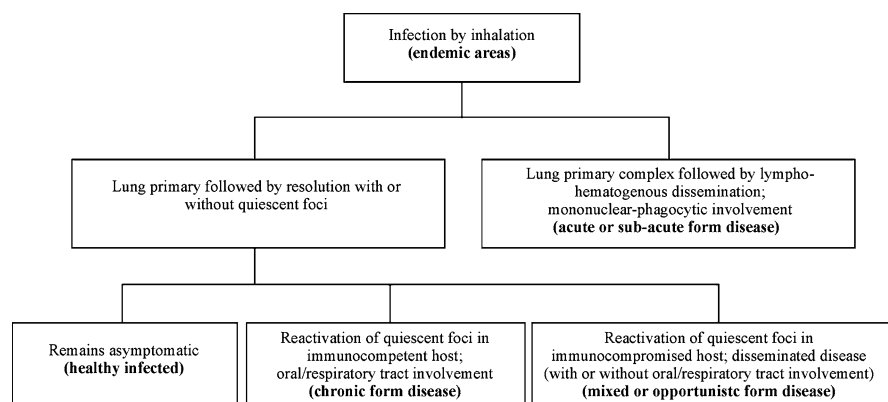 Infection by inhalation
(endemic areas)
Lung primary followed by resolution with or
without quiescent foci
Lung primary complex followed by lympho-
hematogenous dissemination;
mononuclear-phagocytic involvement
(acute or sub-acute form disease)
Remains asymptomatic
(healthy infected)
Reactivation of quiescent foci in
immunocompetent host;
oral/respiratory tract involvement
(chronic form disease)
Reactivation of quiescent foci in
immunocompromised host; disseminated disease
(with or without oral/respiratory tract involvement)
(mixed or opportunistc form disease)